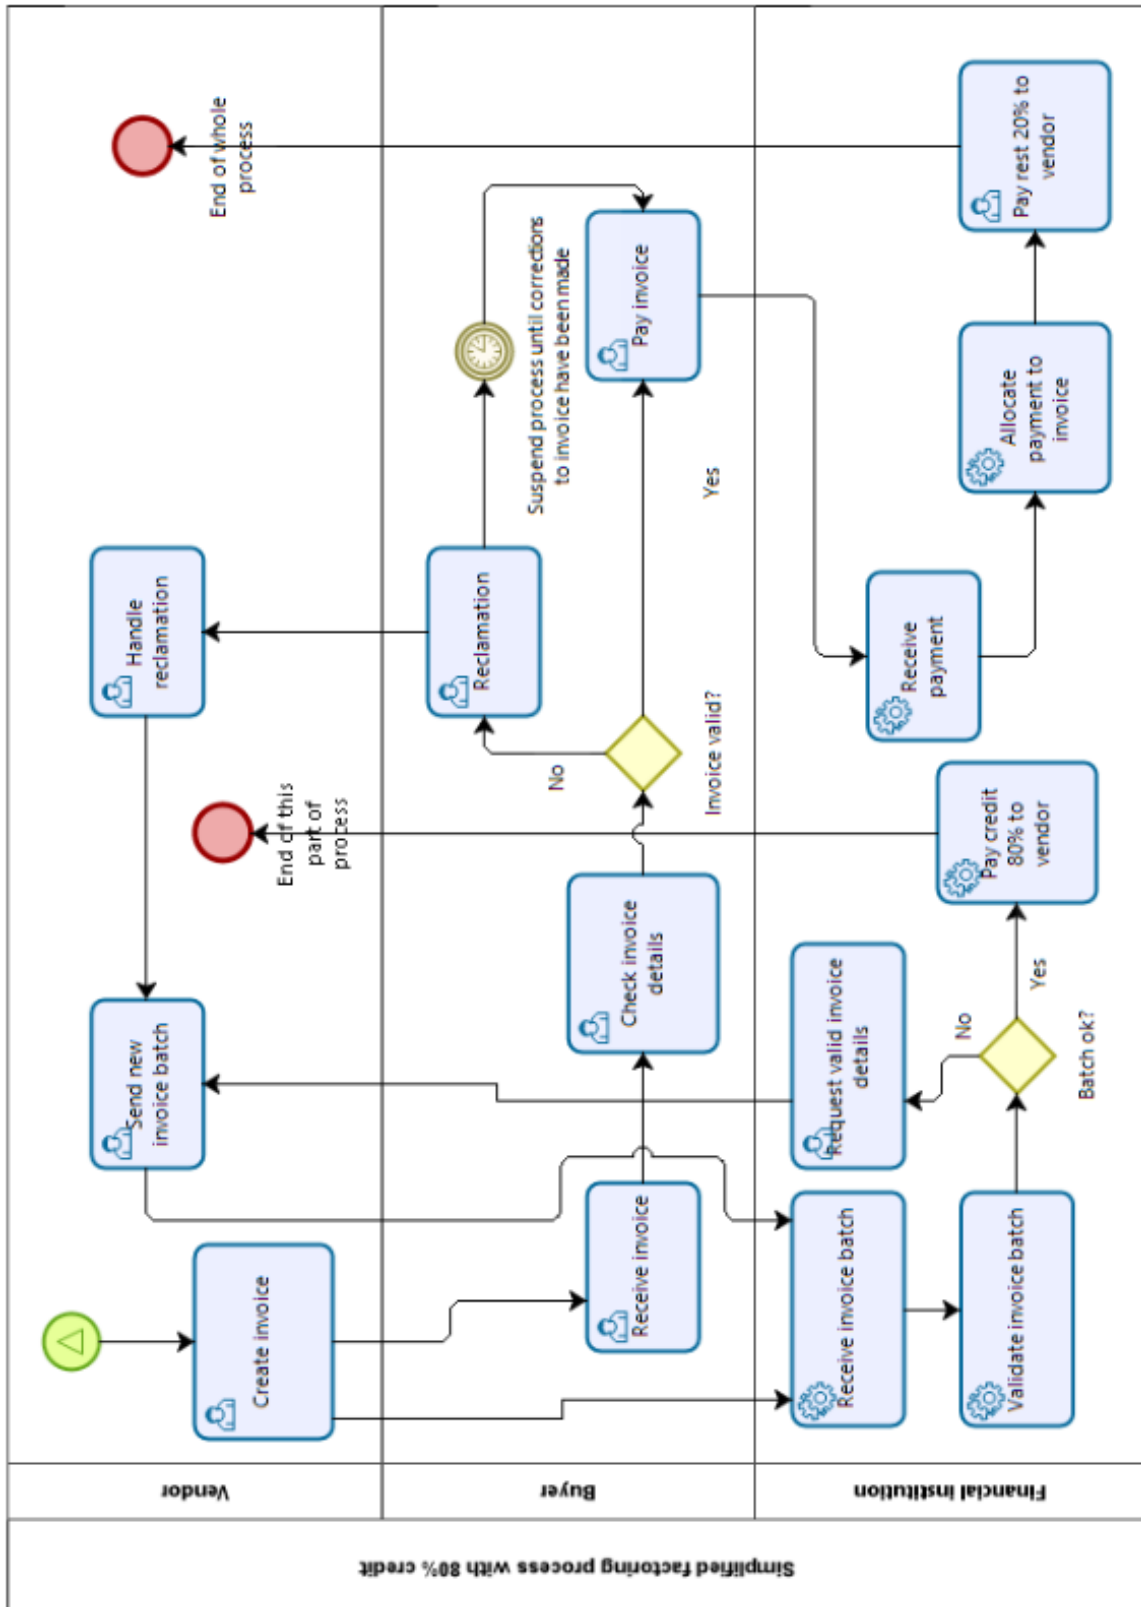 Simplified factoring process with 80% credit
Vendor
Create invoice
Send new
invoice batch
End of this
part of
process
Handle
reclamation
End of whole
process
Buyer
Receive invoice
Check invoice
details
Invoice valid?
No
Yes
Reclamation
Suspend process until corrections
to invoice have been made
Pay invoice
Financial institution
Receive invoice batch
Validate invoice batch
Request valid invoice
details
Batch ok?
No
Yes
Pay credit
80% to
vendor
Receive
payment
Allocate
payment to
invoice
Pay rest 20% to
vendor